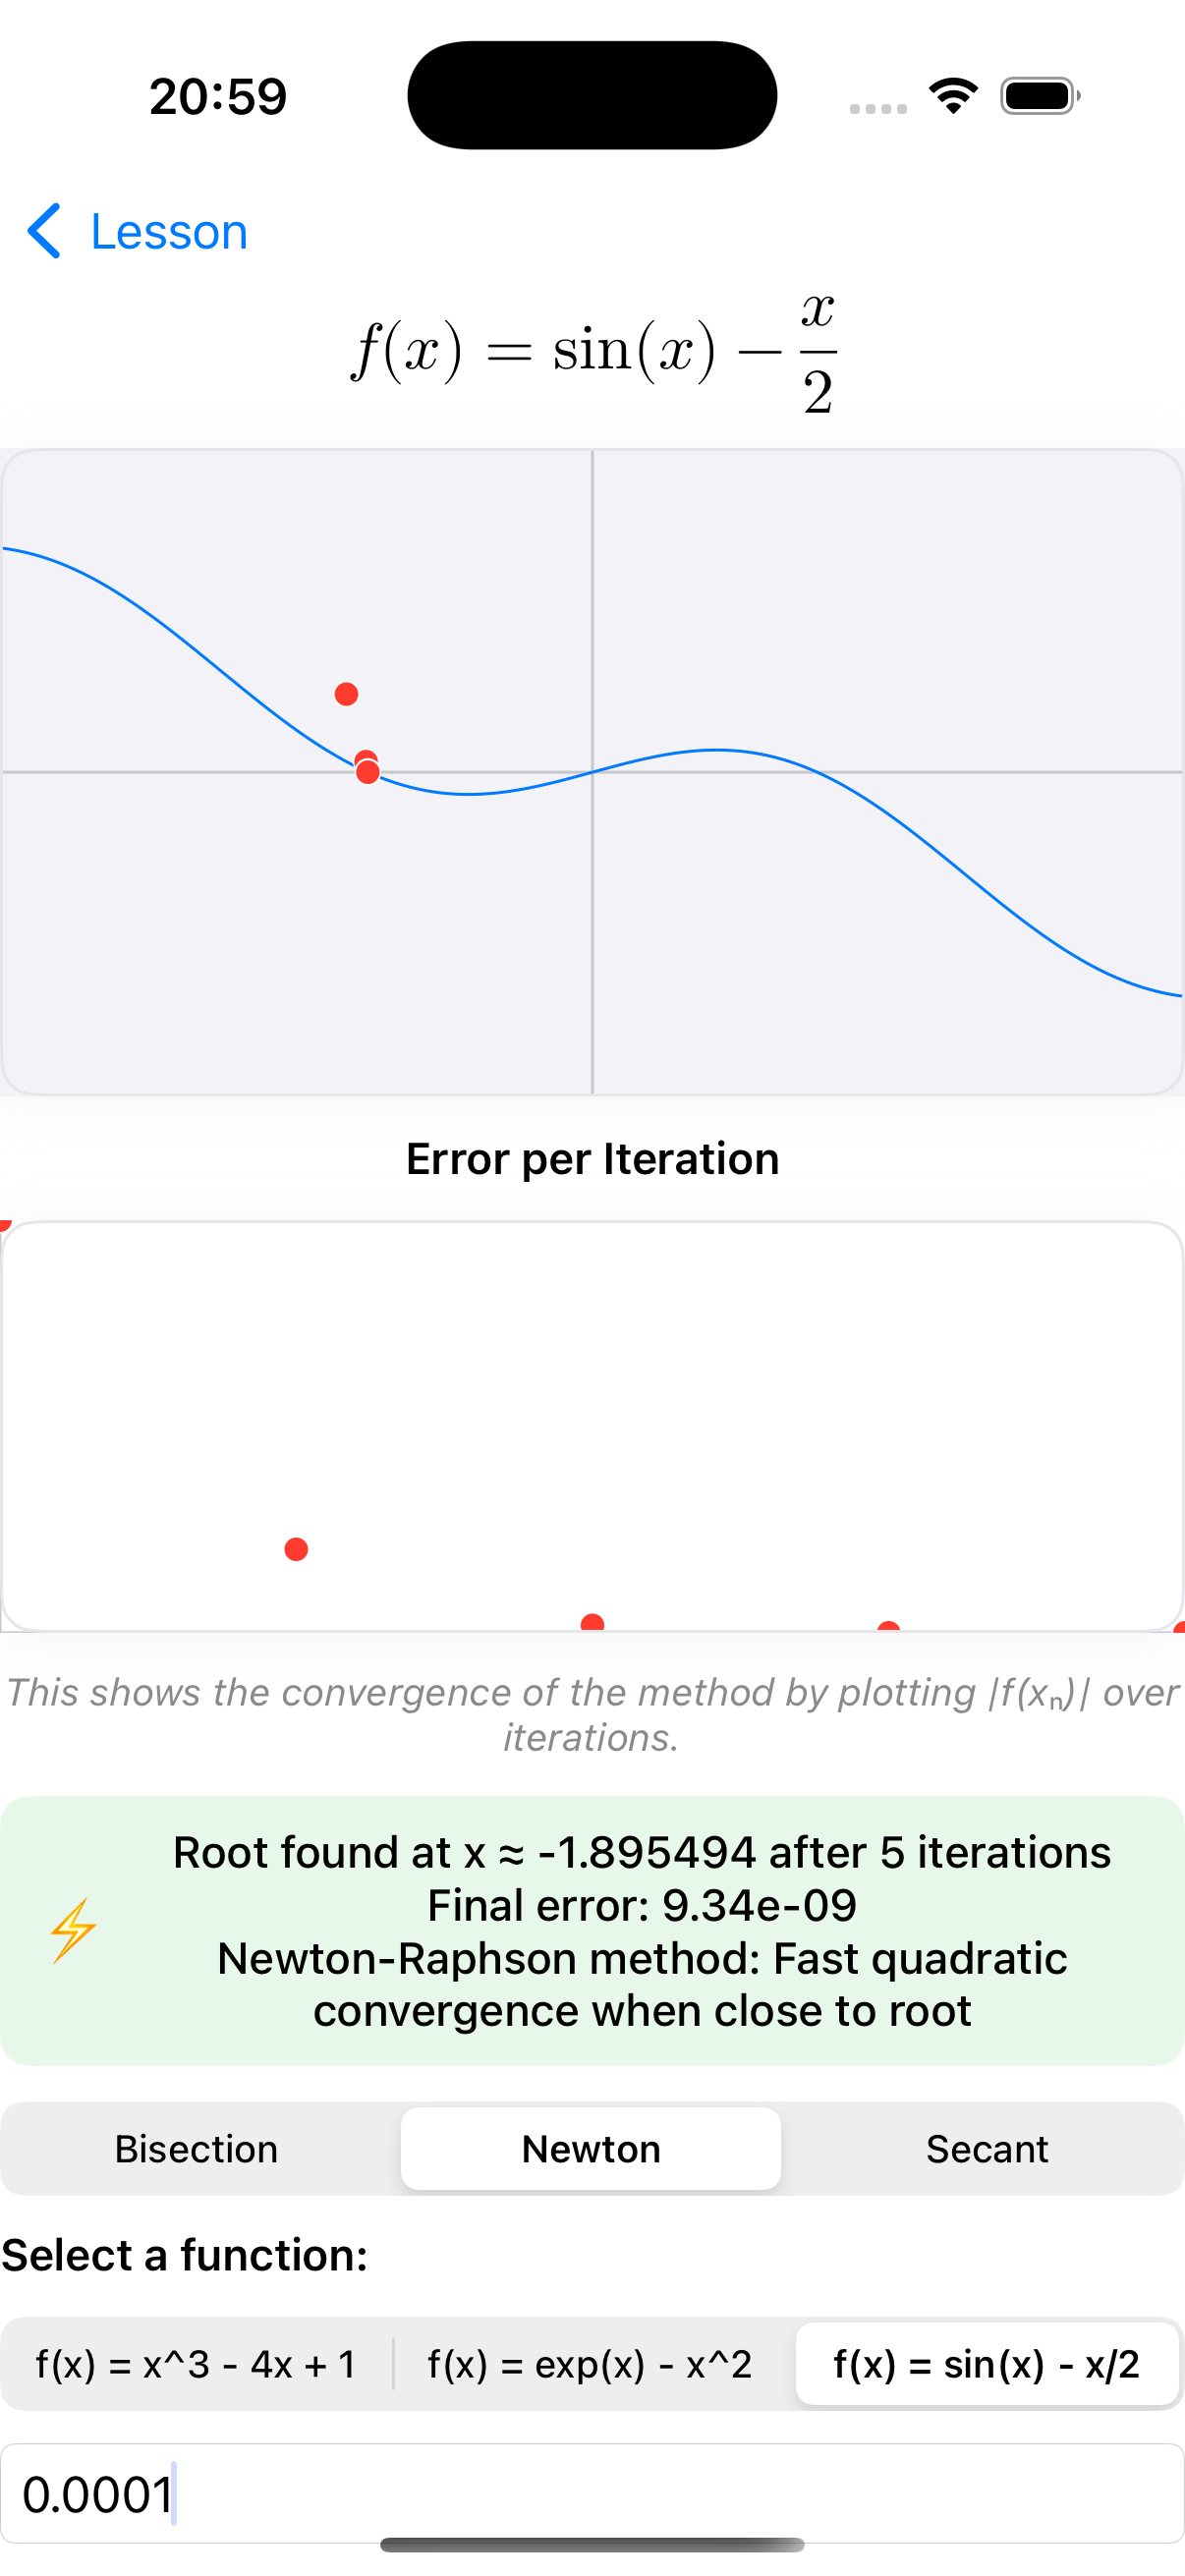 20:59
Lesson
f(x) = sin(x) − x/2
Error per Iteration
This shows the convergence of the method by plotting |f(xₙ)| over
iterations.
Root found at x ≈ -1.895494 after 5 iterations
Final error: 9.34e-09
Newton-Raphson method: Fast quadratic
convergence when close to root
Bisection Newton Secant
Select a function:
f(x) = x^3 - 4x + 1 f(x) = exp(x) - x^2 f(x) = sin(x) - x/2
0.0001